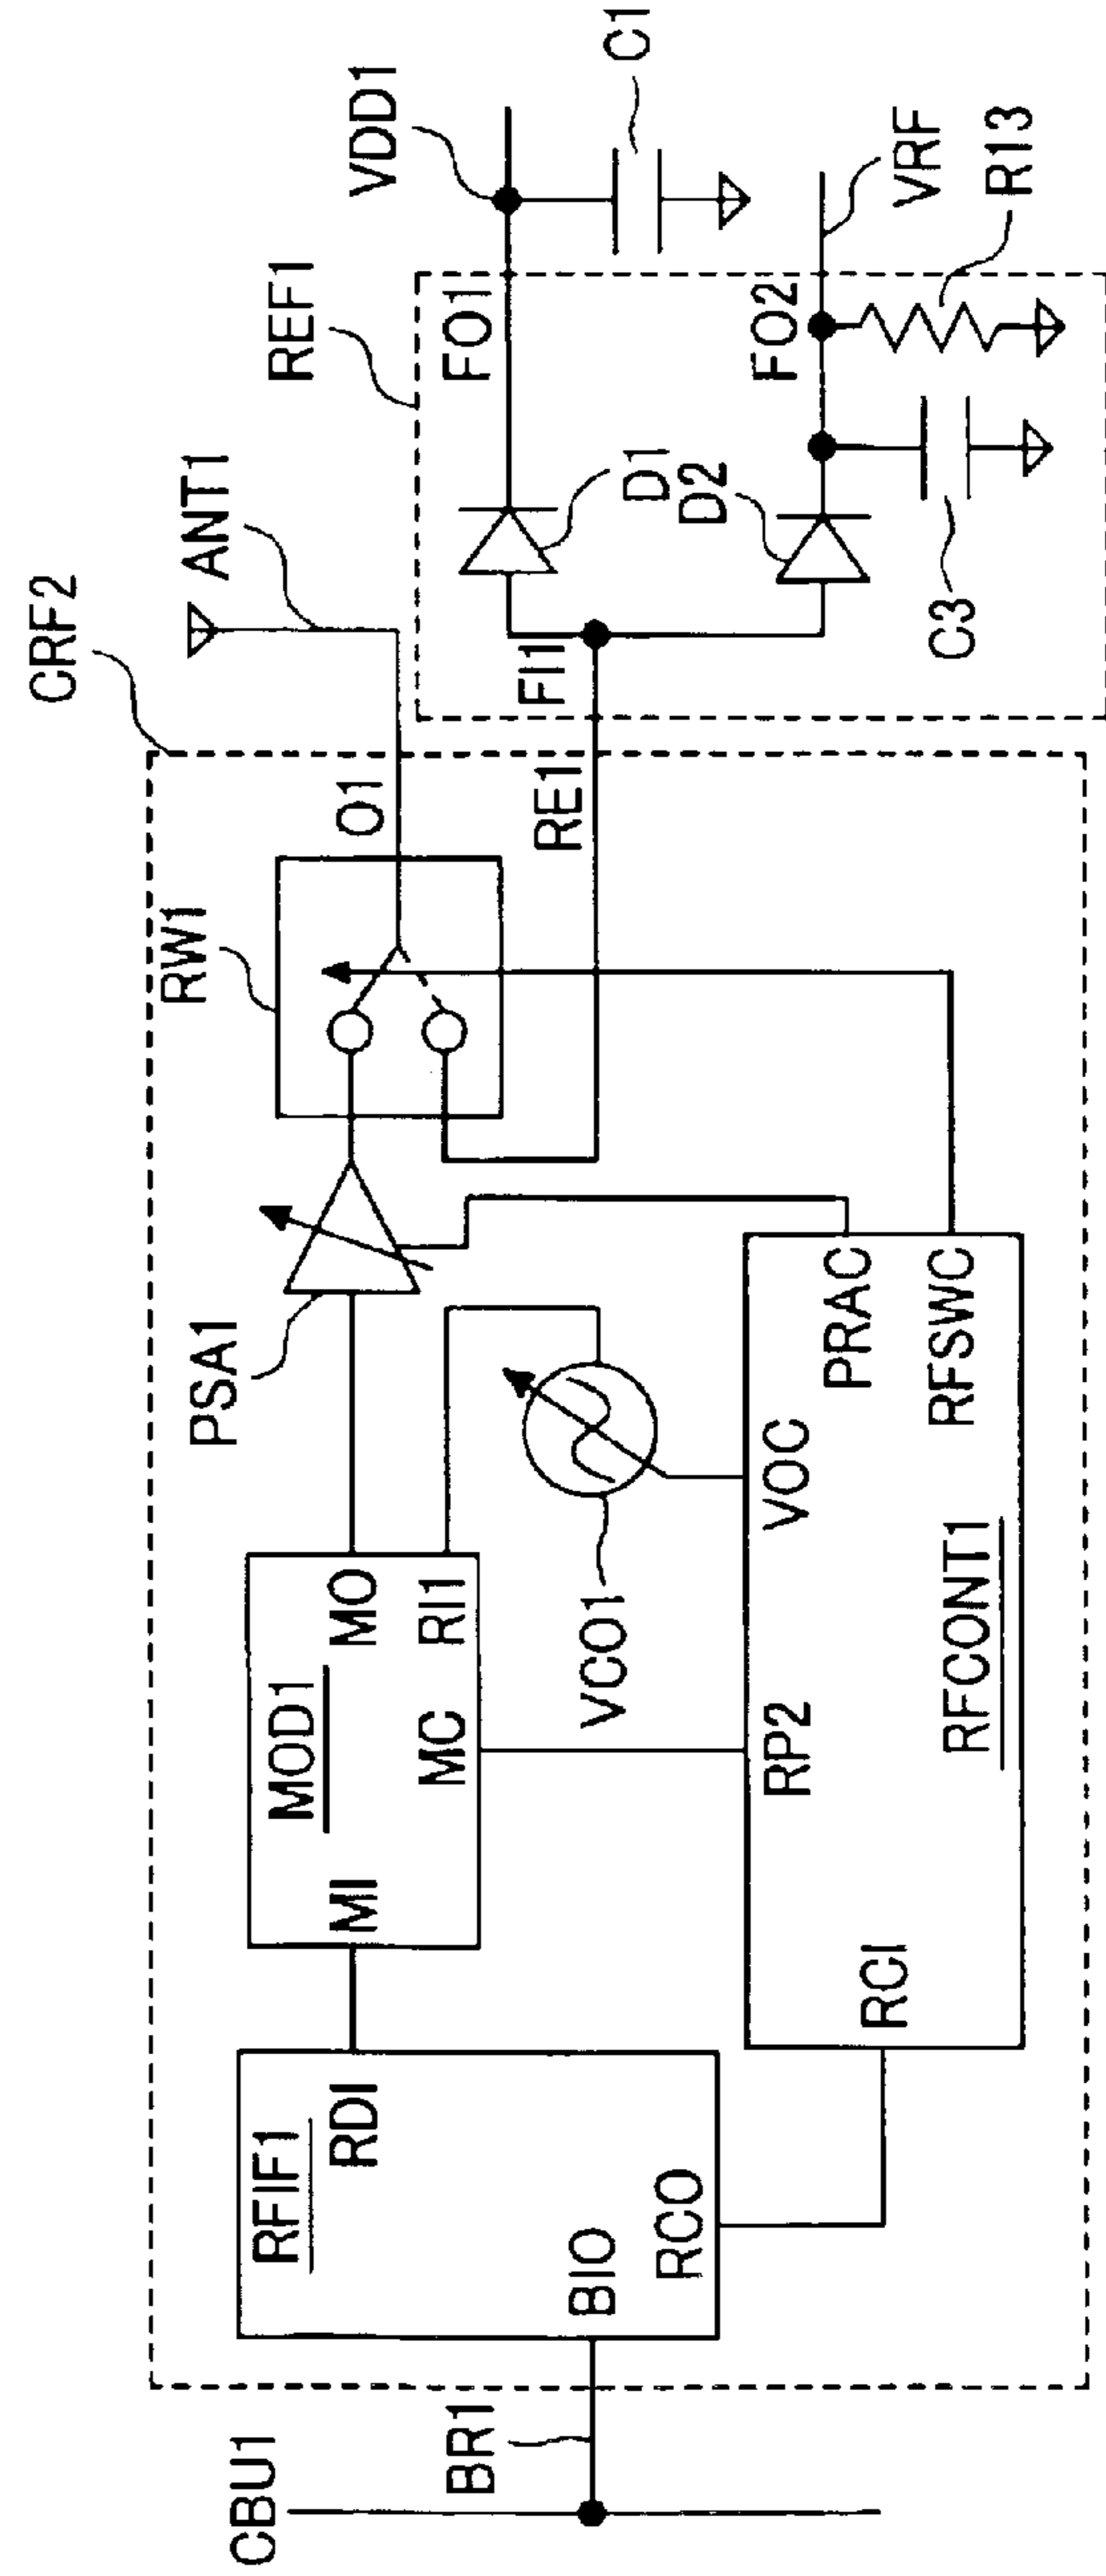 CBU1
BR1
CRF2
RFIF1
RDI
BIO
RCO
MOD1
MI
MO
MC
RI1
PSA1
VCO1
RP2
VOC
PRAC
RFSWC
RCI
RFCONT1
RW1
O1
RE1
ANT1
REF1
FI1
D1
D2
FO1
FO2
C3
VDD1
C1
VRF
R13